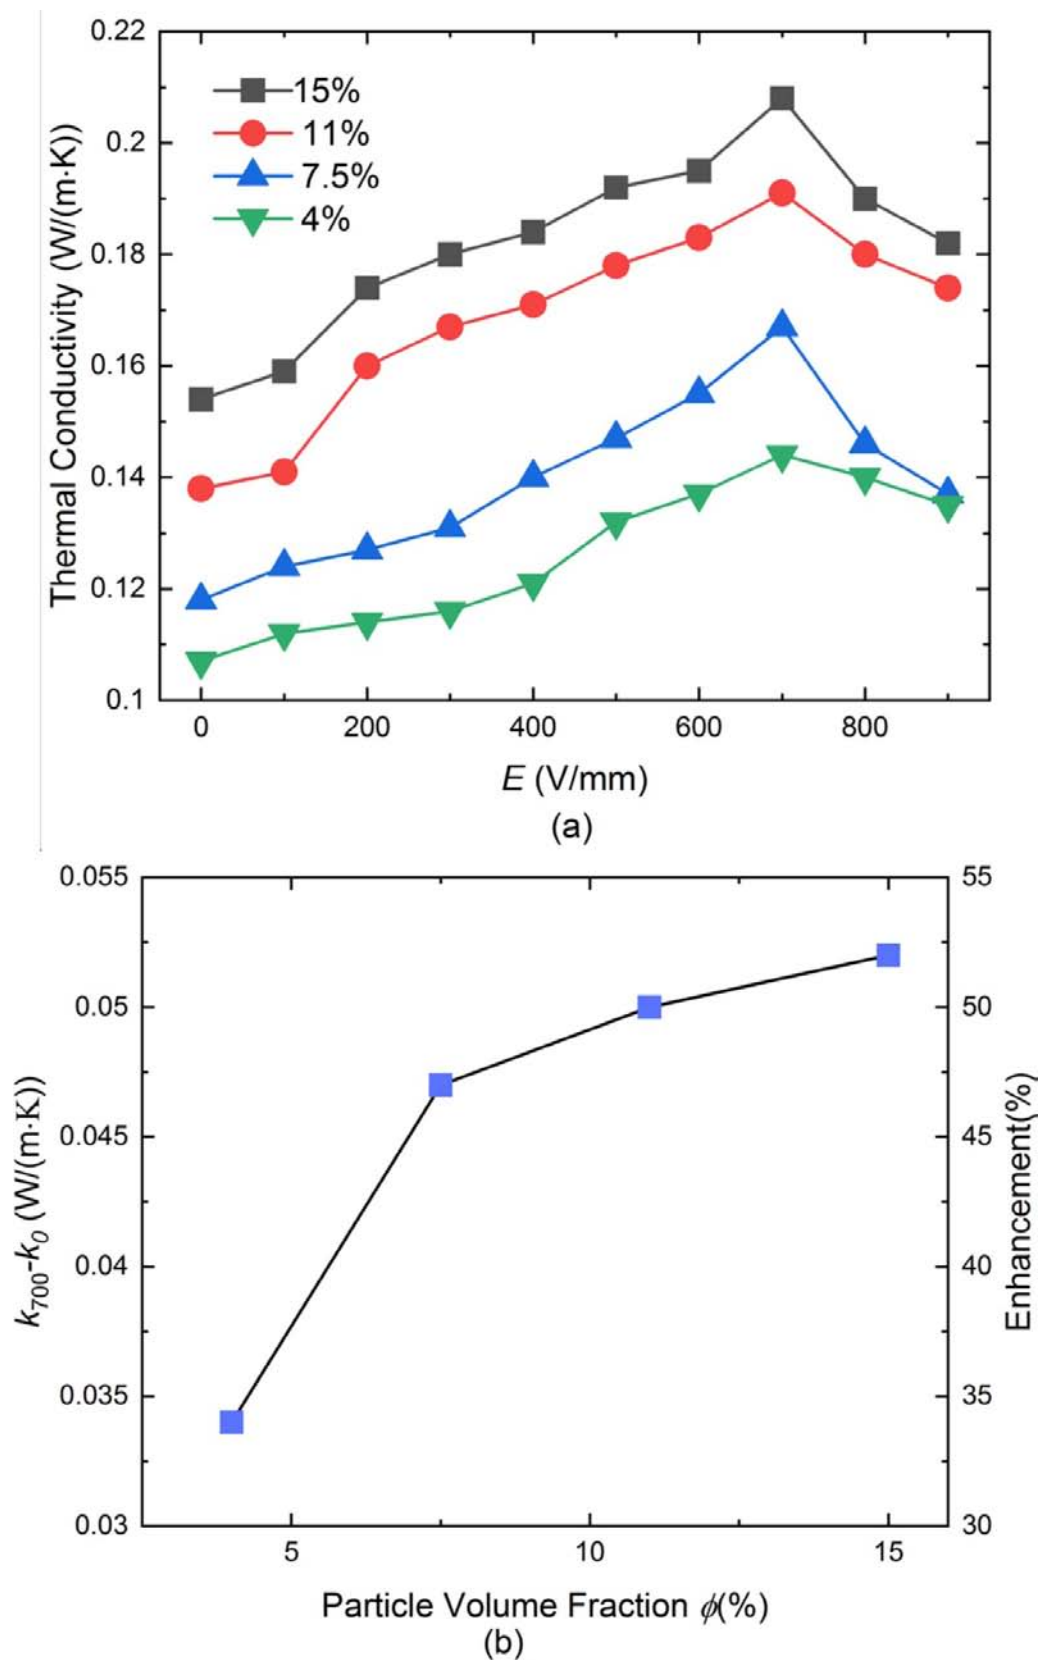 0.22
0.2
0.18
0.16
0.14
0.12
0.1
Thermal Conductivity (W/(m·K))
15%
11%
7.5%
4%
0 200 400 600 800
E (V/mm)
(a)
0.055
0.05
0.045
0.04
0.035
0.03
k700-k0 (W/(m·K))
55
50
45
40
35
30
Enhancement(%)
5 10 15
Particle Volume Fraction ϕ(%)
(b)